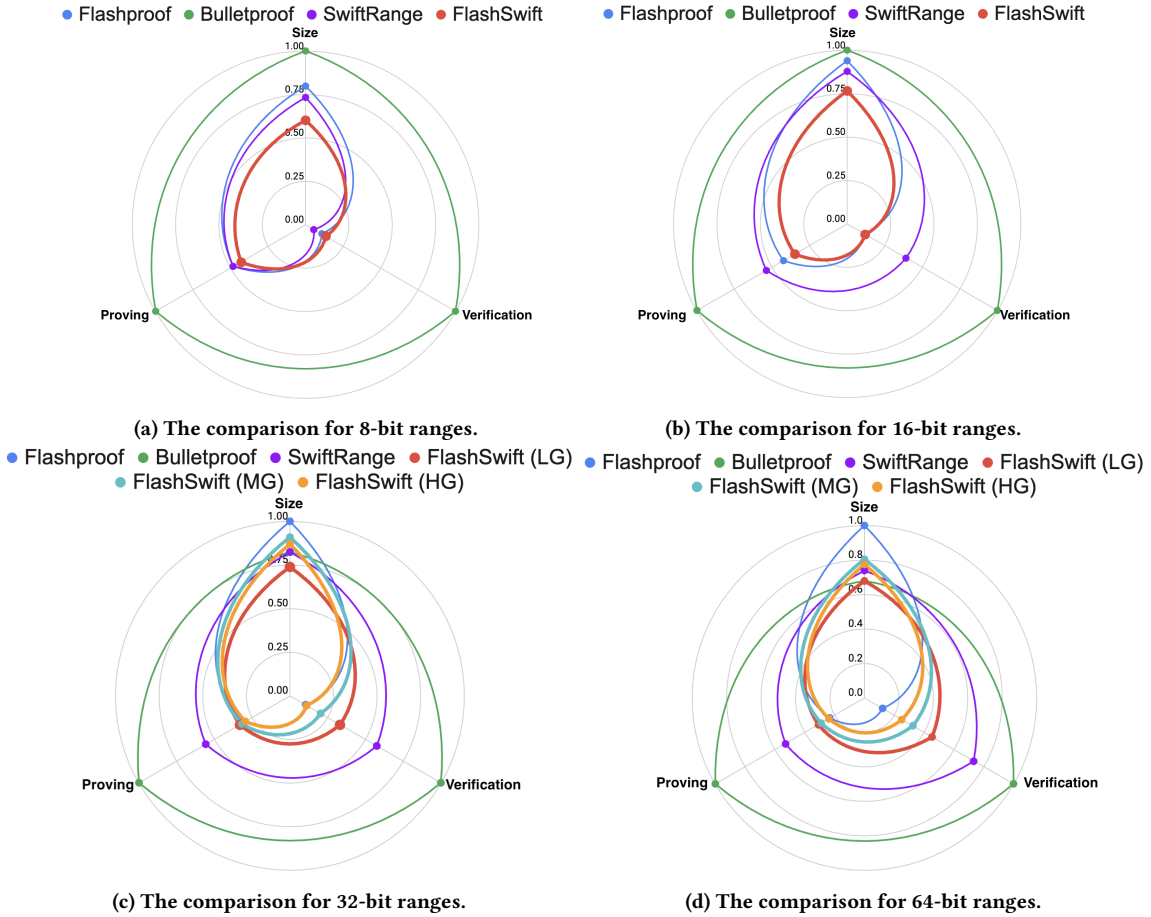 Flashproof Bulletproof SwiftRange FlashSwift
Size
1.00
0.75
0.50
0.25
0.00
Proving
Verification
(a) The comparison for 8-bit ranges.
Flashproof Bulletproof SwiftRange FlashSwift
Size
1.00
0.75
0.50
0.25
0.00
Proving
Verification
(b) The comparison for 16-bit ranges.
Flashproof Bulletproof SwiftRange FlashSwift (LG)
FlashSwift (MG) FlashSwift (HG)
Size
1.00
0.75
0.50
0.25
0.00
Proving
Verification
(c) The comparison for 32-bit ranges.
Flashproof Bulletproof SwiftRange FlashSwift (LG)
FlashSwift (MG) FlashSwift (HG)
Size
1.0
0.8
0.6
0.4
0.2
0.0
Proving
Verification
(d) The comparison for 64-bit ranges.